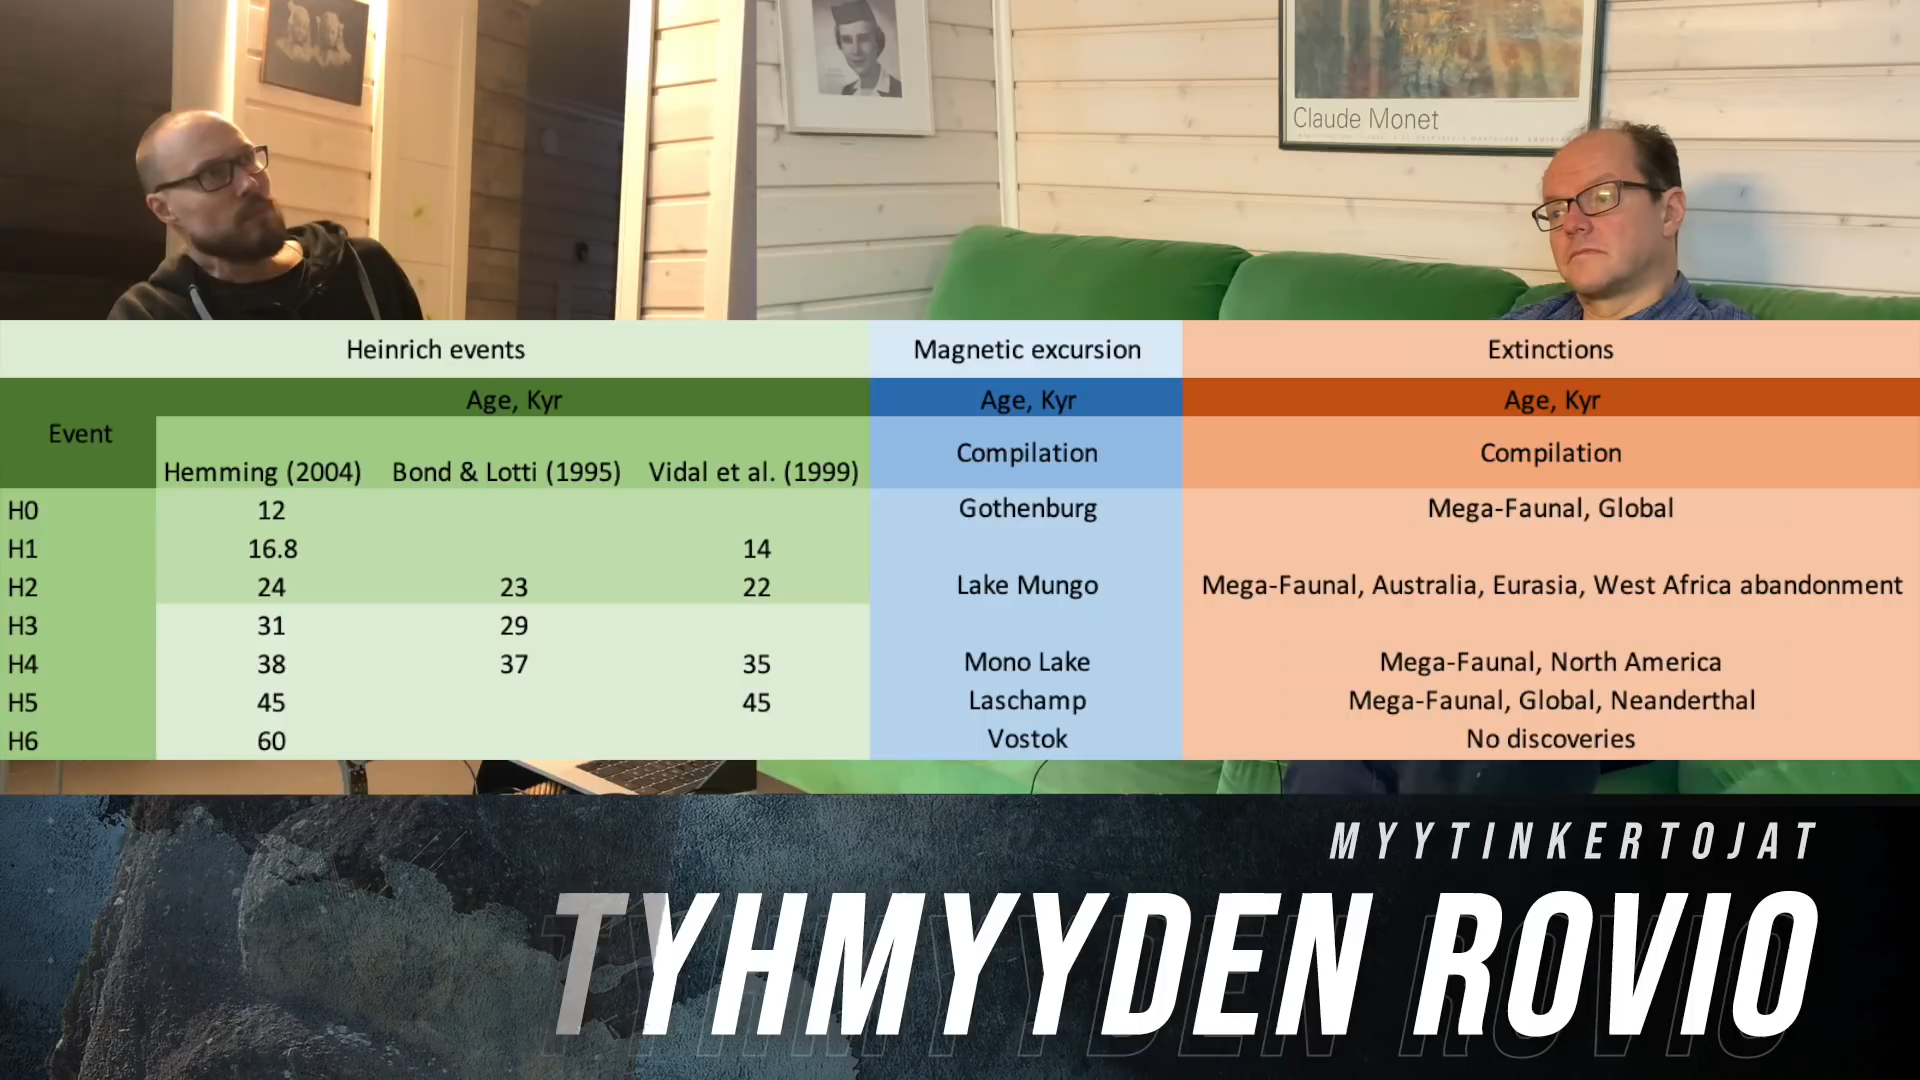 Claude Monet
Heinrich events Magnetic excursion Extinctions
Age, Kyr Age, Kyr Age, Kyr
Event
Compilation Compilation
Hemming (2004) Bond & Lotti (1995) Vidal et al. (1999)
H0 12 Gothenburg Mega-Faunal, Global
H1 16.8 14
H2 24 23 22 Lake Mungo Mega-Faunal, Australia, Eurasia, West Africa abandonment
H3 31 29
H4 38 37 35 Mono Lake Mega-Faunal, North America
H5 45 45 Laschamp Mega-Faunal, Global, Neanderthal
H6 60 Vostok No discoveries
MYYTINKERTOJAT
TYHMYYDEN ROVIO